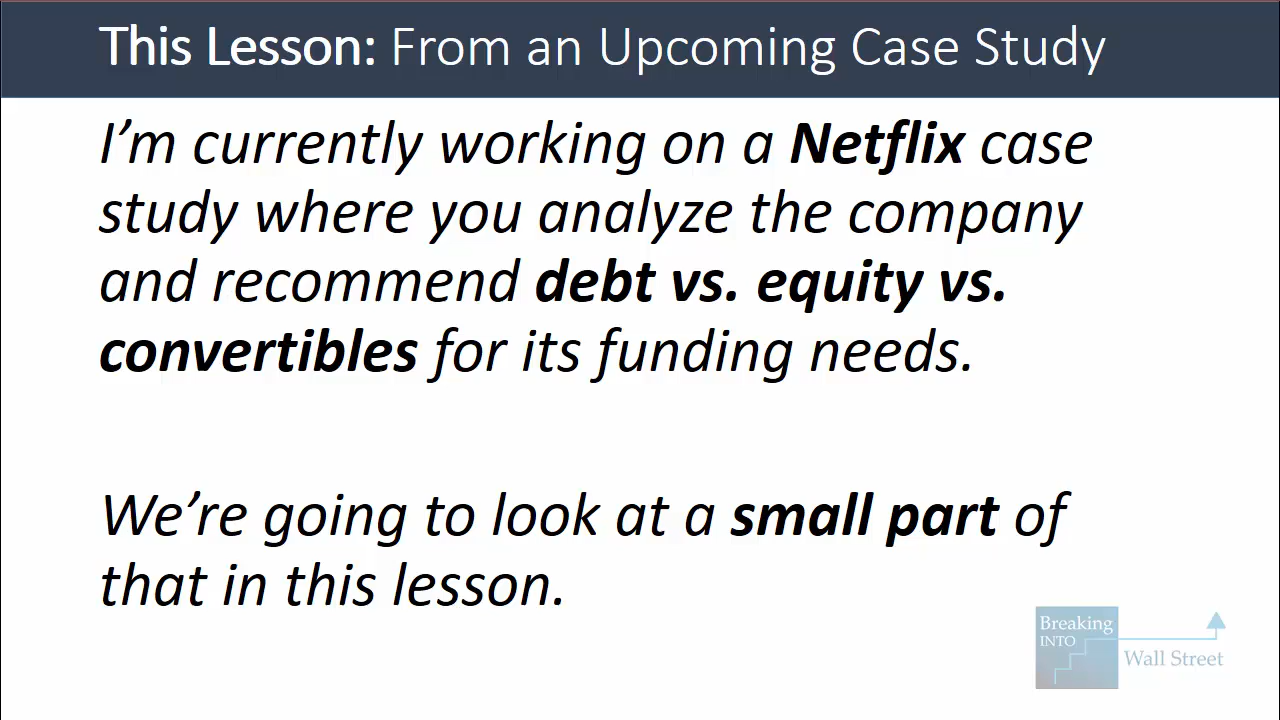 This Lesson: From an Upcoming Case Study
I’m currently working on a Netflix case
study where you analyze the company
and recommend debt vs. equity vs.
convertibles for its funding needs.
We’re going to look at a small part of
that in this lesson.
Breaking
INTO
Wall Street